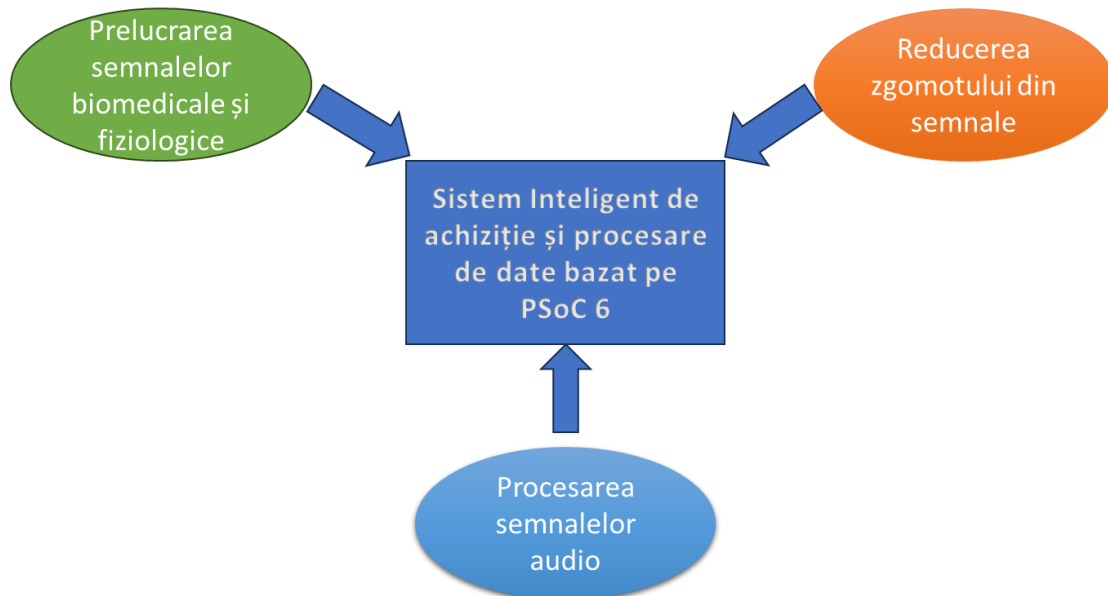 Prelucrarea
semnalelor
biomedicale și
fiziologice
Reducerea
zgomotului din
semnale
Sistem Inteligent de
achiziție și procesare
de date bazat pe
PSoC 6
Procesarea
semnalelor
audio